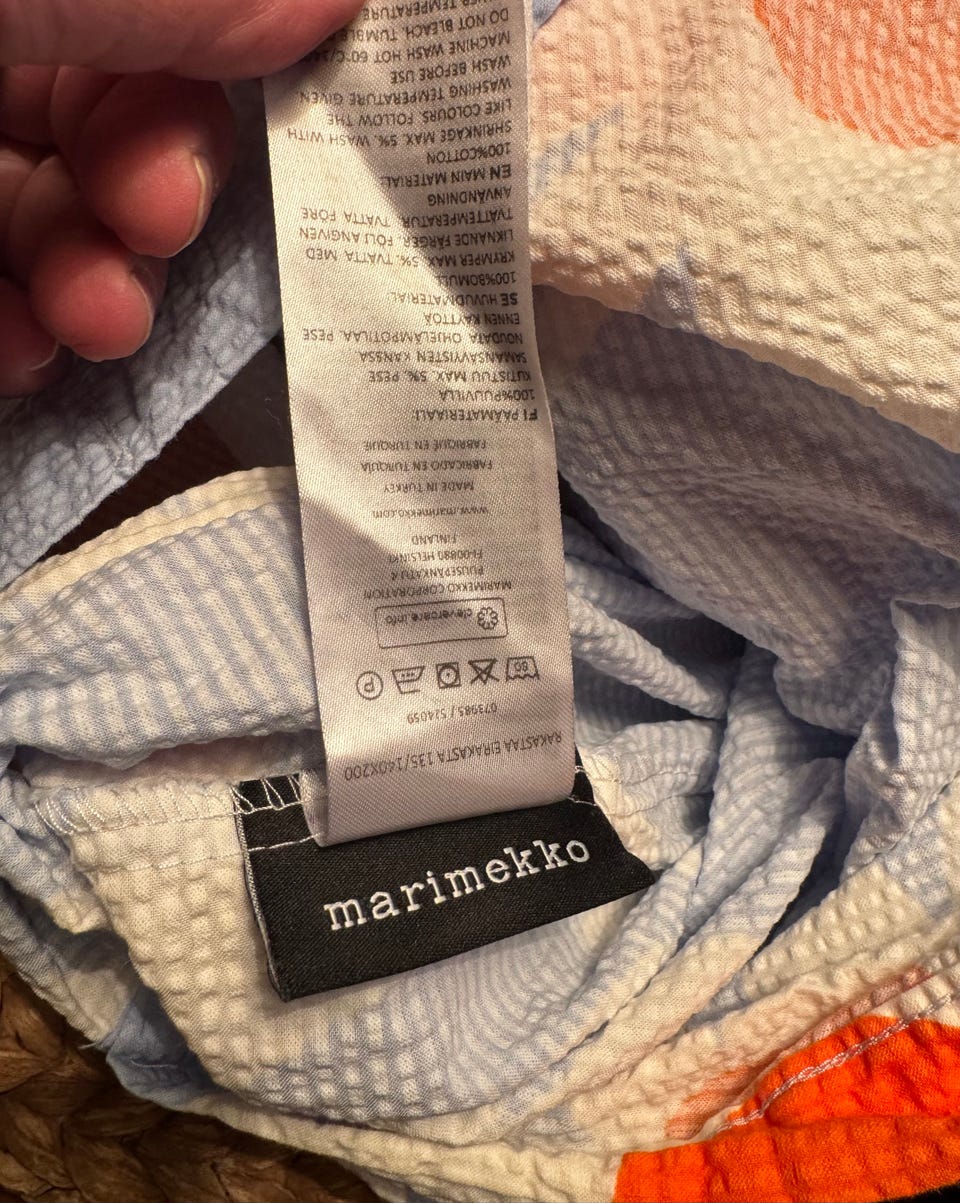 marimekko
RAKASTAA EIRAKASTA 135/140X200
073985 / 524059
60 P
clevercare.info
MARIMEKKO CORPORATION
PUUSEPÄNKATU 4
FI-00880 HELSINKI
FINLAND
www.marimekko.com
MADE IN TURKEY
FABRICADO EN TURQUÍA
FABRIQUÉ EN TURQUIE
FI PÄÄMATERIAALI:
100%PUUVILLA
KUTISTUU MAX. 5%. PESE
SAMANSÄVYISTEN KANSSA
NOUDATA OHJELÄMPÖTILAA. PESE
ENNEN KÄYTTÖÄ
SE HUVUDMATERIAL:
100%BOMULL
KRYMPER MAX. 5%. TVÄTTA MED
LIKNANDE FÄRGER. FÖLJ ANGIVEN
TVÄTTEMPERATUR. TVÄTTA FÖRE
ANVÄNDNING
EN MAIN MATERIAL:
100%COTTON
SHRINKAGE MAX. 5%. WASH WITH
LIKE COLOURS. FOLLOW THE
WASHING TEMPERATURE GIVEN.
WASH BEFORE USE
MACHINE WASH HOT 60°C
DO NOT BLEACH. TUMBLE
TEMPERATURE